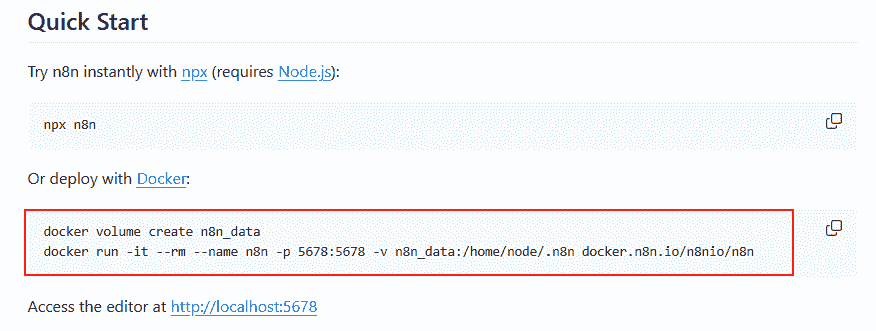 Quick Start
Try n8n instantly with npx (requires Node.js):
npx n8n
Or deploy with Docker:
docker volume create n8n_data
docker run -it --rm --name n8n -p 5678:5678 -v n8n_data:/home/node/.n8n docker.n8n.io/n8nio/n8n
Access the editor at http://localhost:5678